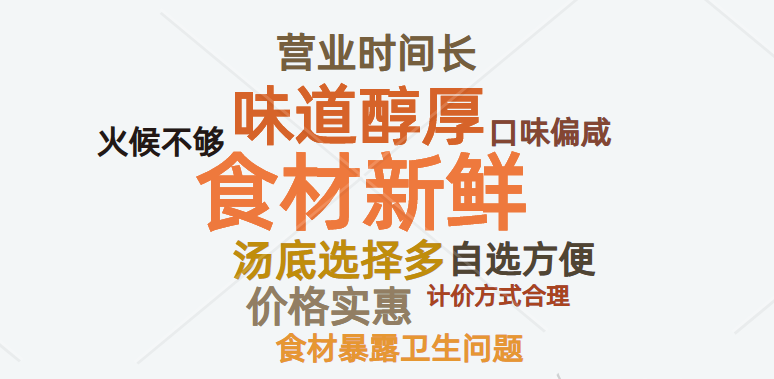 营业时间长
味道醇厚
口味偏咸
火候不够
食材新鲜
汤底选择多
自选方便
价格实惠
计价方式合理
食材暴露卫生问题